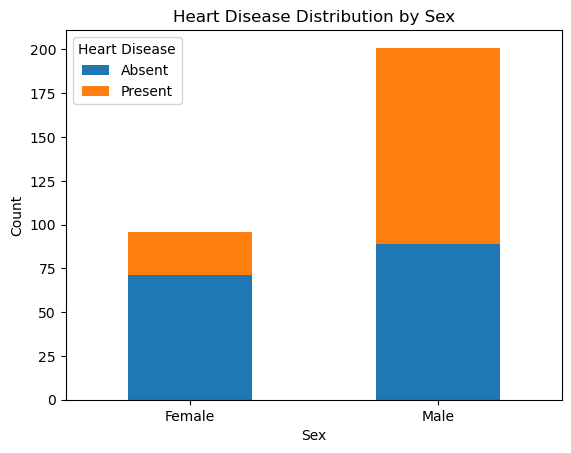 Heart Disease Distribution by Sex
Heart Disease
Absent
Present
200
175
150
125
100
75
50
25
0
Count
Female Male
Sex